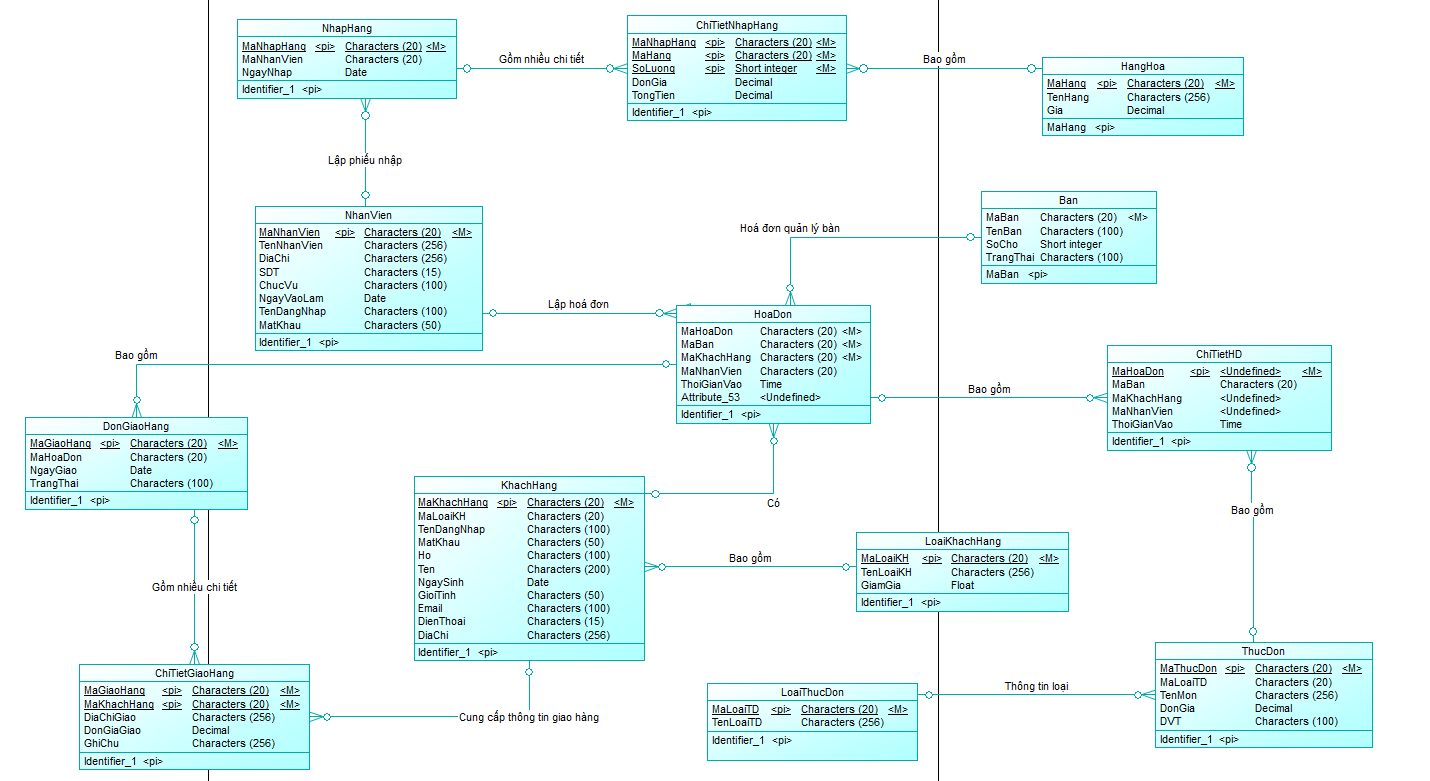 NhapHang
MaNhapHang <pi> Characters (20) <M>
MaNhanVien Characters (20)
NgayNhap Date
Identifier_1 <pi>
Gồm nhiều chi tiết
ChiTietNhapHang
MaNhapHang <pi> Characters (20) <M>
MaHang <pi> Characters (20) <M>
SoLuong <pi> Short integer <M>
DonGia Decimal
TongTien Decimal
Identifier_1 <pi>
Bao gồm
HangHoa
MaHang <pi> Characters (20) <M>
TenHang Characters (256)
Gia Decimal
MaHang <pi>
Lập phiếu nhập
NhanVien
MaNhanVien <pi> Characters (20) <M>
TenNhanVien Characters (256)
DiaChi Characters (256)
SDT Characters (15)
ChucVu Characters (100)
NgayVaoLam Date
TenDangNhap Characters (100)
MatKhau Characters (50)
Identifier_1 <pi>
Ban
MaBan Characters (20) <M>
TenBan Characters (100)
SoCho Short integer
TrangThai Characters (100)
MaBan <pi>
Hoá đơn quản lý bàn
Lập hoá đơn
HoaDon
MaHoaDon Characters (20) <M>
MaBan Characters (20) <M>
MaKhachHang Characters (20) <M>
MaNhanVien Characters (20)
ThoiGianVao Time
Attribute_53 <Undefined>
Identifier_1 <pi>
Bao gồm
Bao gồm
ChiTietHD
MaHoaDon <pi> <Undefined> <M>
MaBan Characters (20)
MaKhachHang <Undefined>
MaNhanVien <Undefined>
ThoiGianVao Time
Identifier_1 <pi>
DonGiaoHang
MaGiaoHang <pi> Characters (20) <M>
MaHoaDon Characters (20)
NgayGiao Date
TrangThai Characters (100)
Identifier_1 <pi>
KhachHang
MaKhachHang <pi> Characters (20) <M>
MaLoaiKH Characters (20)
TenDangNhap Characters (100)
MatKhau Characters (50)
Ho Characters (100)
Ten Characters (200)
NgaySinh Date
GioiTinh Characters (50)
Email Characters (100)
DienThoai Characters (15)
DiaChi Characters (256)
Identifier_1 <pi>
Có
Bao gồm
Bao gồm
LoaiKhachHang
MaLoaiKH <pi> Characters (20) <M>
TenLoaiKH Characters (256)
GiamGia Float
Identifier_1 <pi>
Gồm nhiều chi tiết
ChiTietGiaoHang
MaGiaoHang <pi> Characters (20) <M>
MaKhachHang <pi> Characters (20) <M>
DiaChiGiao Characters (256)
DonGiaGiao Decimal
GhiChu Characters (256)
Identifier_1 <pi>
Cung cấp thông tin giao hàng
LoaiThucDon
MaLoaiTD <pi> Characters (20) <M>
TenLoaiTD Characters (256)
Identifier_1 <pi>
Thông tin loại
ThucDon
MaThucDon <pi> Characters (20) <M>
MaLoaiTD Characters (20)
TenMon Characters (256)
DonGia Decimal
DVT Characters (100)
Identifier_1 <pi>